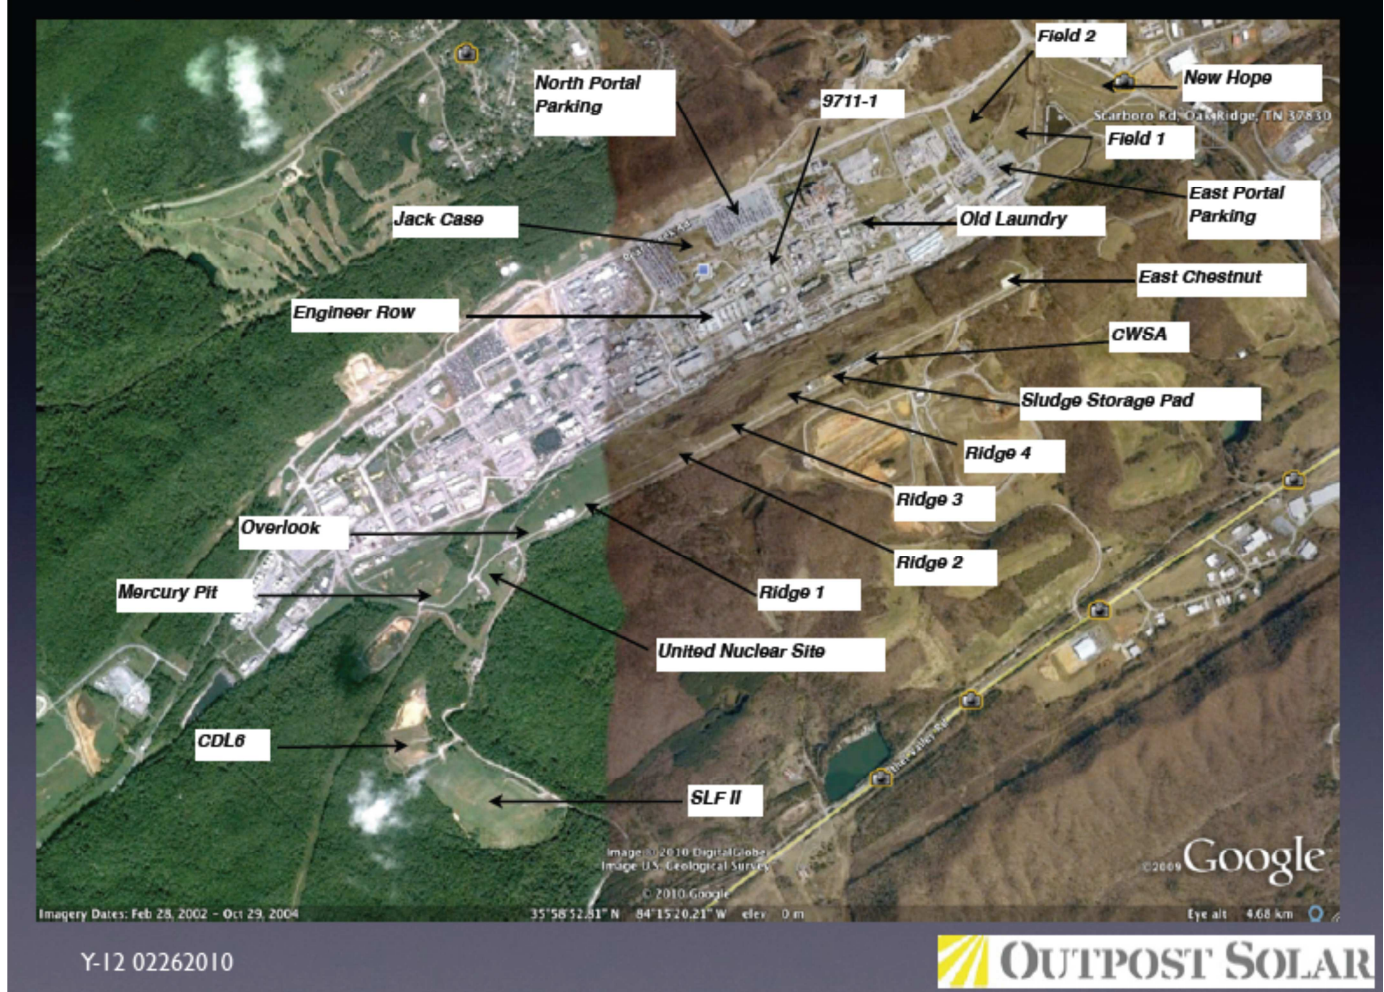 Field 2
North Portal
Parking
9711-1
New Hope
Scarboro Rd, Oak Ridge, TN 37830
Field 1
East Portal
Parking
Jack Case
Old Laundry
East Chestnut
Engineer Row
CWSA
Sludge Storage Pad
Ridge 4
Ridge 3
Overlook
Ridge 2
Mercury Pit
Ridge 1
United Nuclear Site
CDL6
SLF II
Image © 2010 DigitalGlobe
Image U.S. Geological Survey
© 2010 Google
©2009 Google
Imagery Dates: Feb 28, 2002 - Oct 29, 2004
35°58'52.81" N 84°15'20.21" W elev 0 m
Eye alt 4.68 km
Y-12 02262010
OUTPOST SOLAR